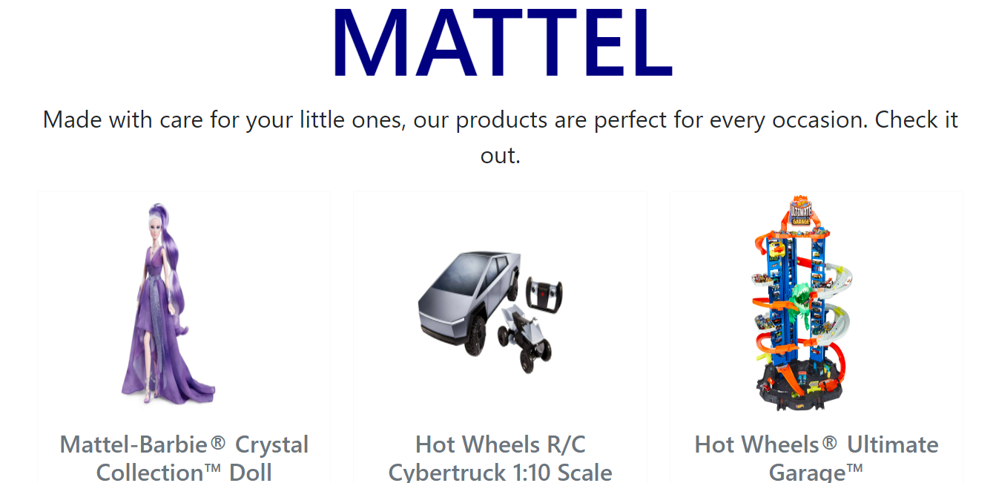 MATTEL
Made with care for your little ones, our products are perfect for every occasion. Check it
out.
ULTIMATE
GARAGE
Mattel-Barbie® Crystal
Collection™ Doll
Hot Wheels R/C
Cybertruck 1:10 Scale
Hot Wheels® Ultimate
Garage™